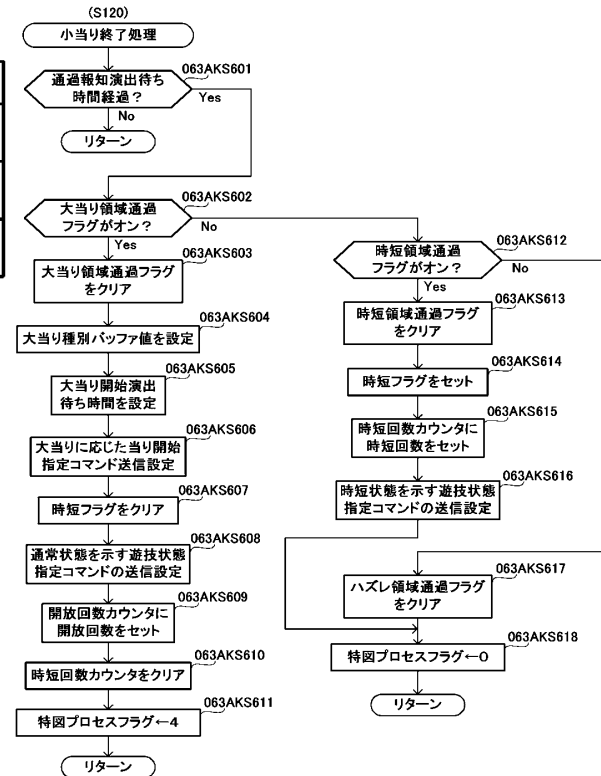 (S120)
小当り終了処理
063AKS601
通過報知演出待ち
時間経過？
Yes
No
リターン
063AKS602
大当り領域通過
フラグがオン？
No
Yes
063AKS603
大当り領域通過フラグ
をクリア
063AKS604
大当り種別バッファ値を設定
063AKS605
大当り開始演出
待ち時間を設定
063AKS606
大当りに応じた当り開始
指定コマンド送信設定
063AKS607
時短フラグをクリア
063AKS608
通常状態を示す遊技状態
指定コマンドの送信設定
063AKS609
開放回数カウンタに
開放回数をセット
063AKS610
時短回数カウンタをクリア
063AKS611
特図プロセスフラグ←4
リターン
063AKS612
時短領域通過
フラグがオン？
No
Yes
063AKS613
時短領域通過フラグ
をクリア
063AKS614
時短フラグをセット
063AKS615
時短回数カウンタに
時短回数をセット
063AKS616
時短状態を示す遊技状態
指定コマンドの送信設定
063AKS617
ハズレ領域通過フラグ
をクリア
063AKS618
特図プロセスフラグ←0
リターン